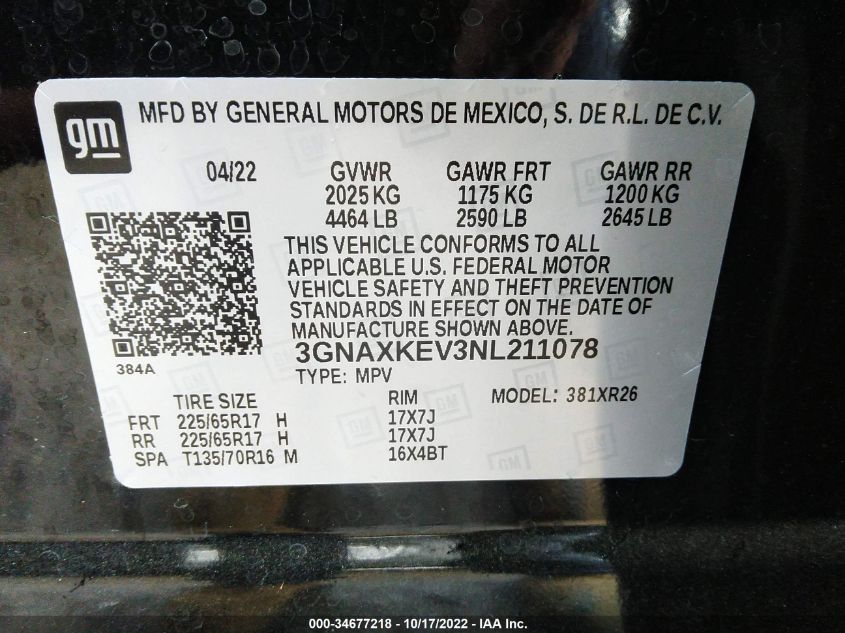 gm
MFD BY GENERAL MOTORS DE MEXICO, S. DE R.L. DE C.V.
04/22 GVWR GAWR FRT GAWR RR
2025 KG 1175 KG 1200 KG
4464 LB 2590 LB 2645 LB
THIS VEHICLE CONFORMS TO ALL
APPLICABLE U.S. FEDERAL MOTOR
VEHICLE SAFETY AND THEFT PREVENTION
STANDARDS IN EFFECT ON THE DATE OF
MANUFACTURE SHOWN ABOVE.
384A
3GNAXKEV3NL211078
TYPE: MPV
TIRE SIZE RIM MODEL: 381XR26
FRT 225/65R17 H 17X7J
RR 225/65R17 H 17X7J
SPA T135/70R16 M 16X4BT
000-34677218 - 10/17/2022 - IAA Inc.